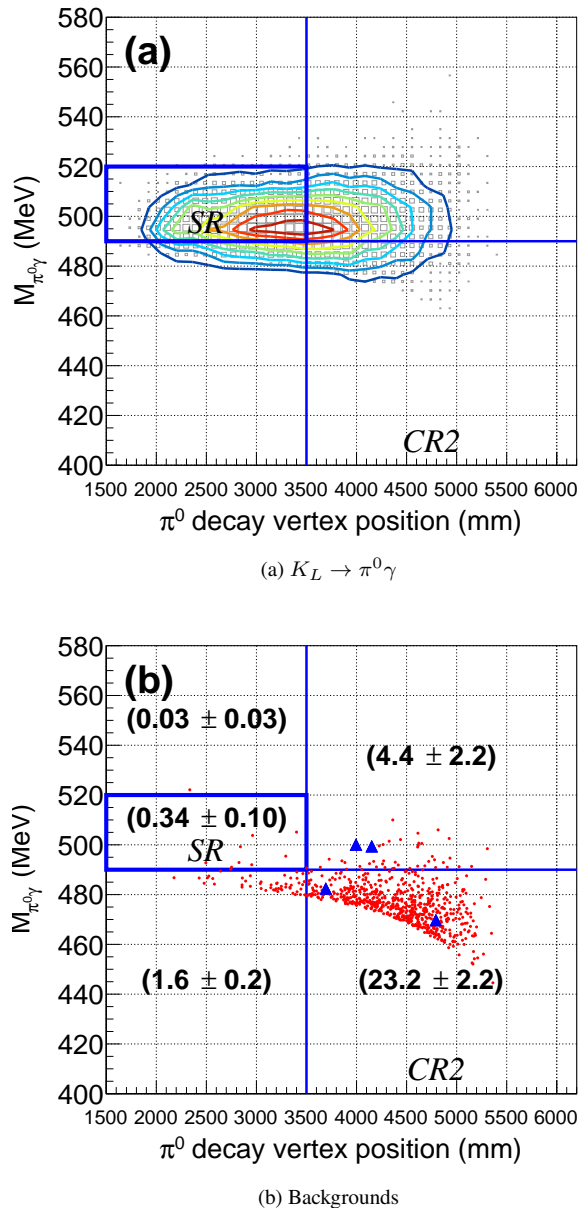 (a)
580
560
540
520
500
480
460
440
420
400
M_{π⁰γ} (MeV)
SR
CR2
1500 2000 2500 3000 3500 4000 4500 5000 5500 6000
π⁰ decay vertex position (mm)
(a) K_L → π⁰γ
(b)
580
560
540
520
500
480
460
440
420
400
M_{π⁰γ} (MeV)
(0.03 ± 0.03)
(4.4 ± 2.2)
(0.34 ± 0.10)
SR
(1.6 ± 0.2)
(23.2 ± 2.2)
CR2
1500 2000 2500 3000 3500 4000 4500 5000 5500 6000
π⁰ decay vertex position (mm)
(b) Backgrounds